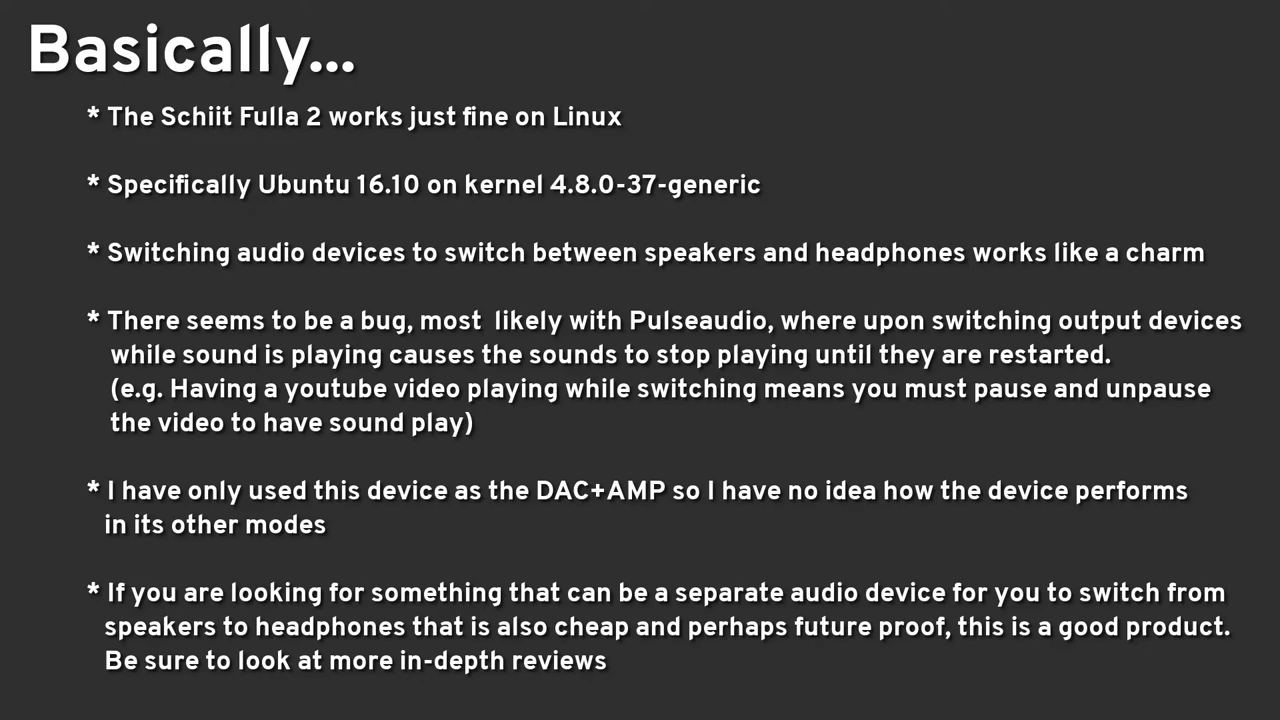 Basically...
* The Schiit Fulla 2 works just fine on Linux
* Specifically Ubuntu 16.10 on kernel 4.8.0-37-generic
* Switching audio devices to switch between speakers and headphones works like a charm
* There seems to be a bug, most  likely with Pulseaudio, where upon switching output devices
while sound is playing causes the sounds to stop playing until they are restarted.
(e.g. Having a youtube video playing while switching means you must pause and unpause
the video to have sound play)
* I have only used this device as the DAC+AMP so I have no idea how the device performs
in its other modes
* If you are looking for something that can be a separate audio device for you to switch from
speakers to headphones that is also cheap and perhaps future proof, this is a good product.
Be sure to look at more in-depth reviews